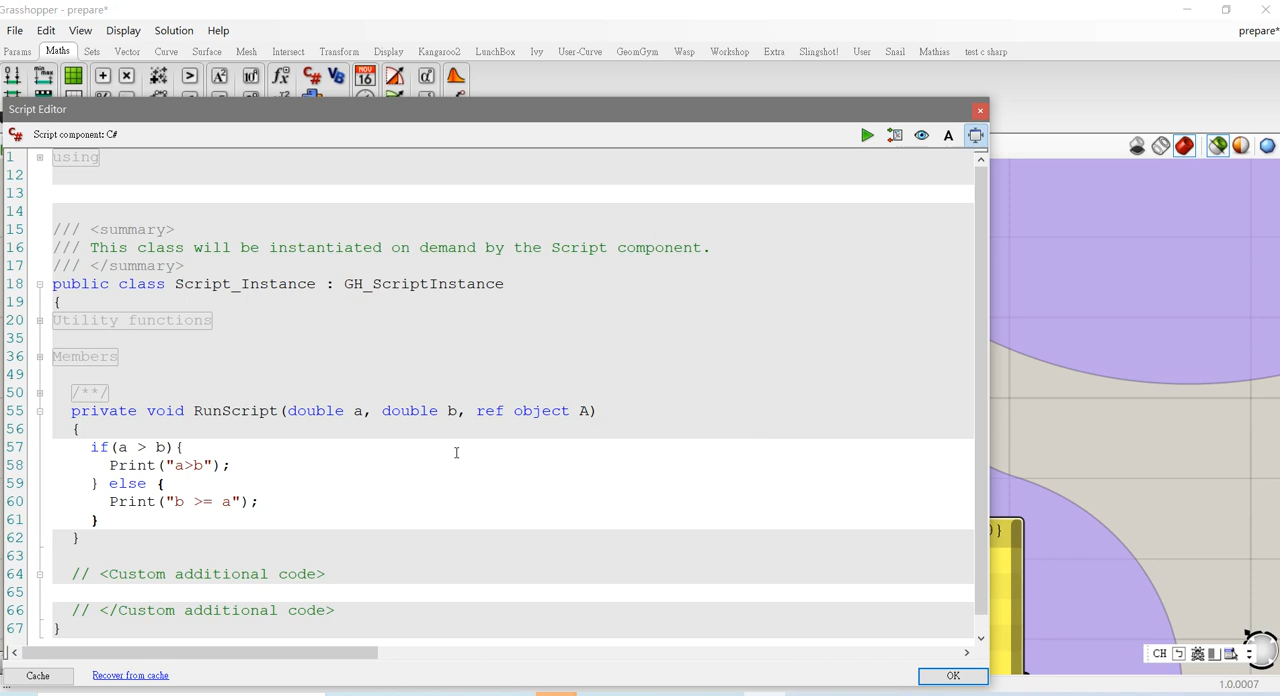 Grasshopper - prepare*
File Edit View Display Solution Help
prepare*
Params Maths Sets Vector Curve Surface Mesh Intersect Transform Display Kangaroo2 LunchBox Ivy User-Curve GeomGym Wasp Workshop Extra Slingshot! User Snail Mathias test c sharp
Script Editor
C# Script component: C#
1 using
12
13
14
15 /// <summary>
16 /// This class will be instantiated on demand by the Script component.
17 /// </summary>
18 public class Script_Instance : GH_ScriptInstance
19 {
20 Utility functions
35
36 Members
49
50 /**/
55 private void RunScript(double a, double b, ref object A)
56 {
57 if(a > b){
58 Print("a>b");
59 } else {
60 Print("b >= a");
61 }
62 }
63
64 // <Custom additional code>
65
66 // </Custom additional code>
67 }
Cache Recover from cache OK
CH
1.0.0007